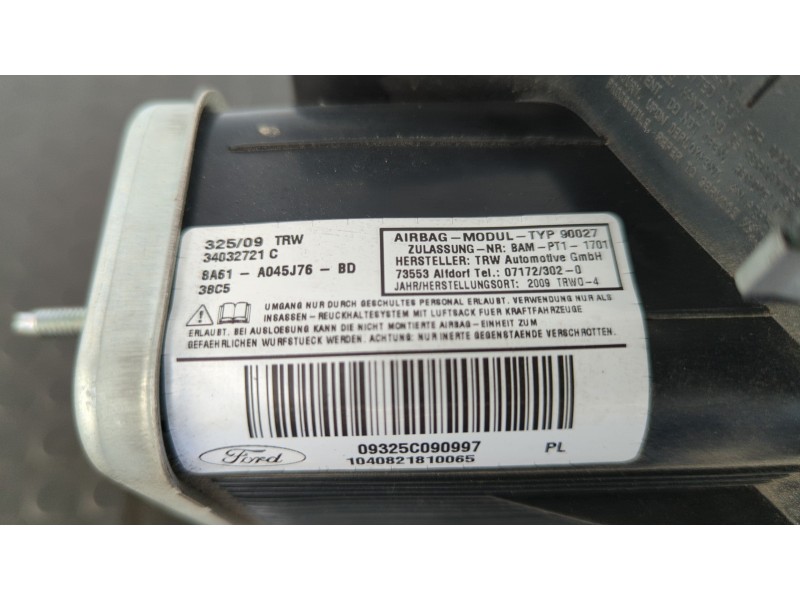 325/09 TRW
34032721 C
8A61 - A045J76 - BD
38C5
AIRBAG-MODUL-TYP 90027
ZULASSUNG-NR: BAM-PT1-1701
HERSTELLER: TRW Automotive GmbH
73553 Alfdorf Tel.: 07172/302-0
JAHR/HERSTELLUNGSORT: 2009 TRWO-4
UMGANG NUR DURCH GESCHULTES PERSONAL ERLAUBT. VERWENDUNG NUR ALS
INSASSEN-REUCKHALTESYSTEM MIT LUFTSACK FUER KRAFTFAHRZEUGE
ERLAUBT. BEI AUSLOESUNG KANN DIE NICHT MONTIERTE AIRBAG-EINHEIT ZUM
GEFAEHRLICHEN WURFSTUECK WERDEN. ACHTUNG: NUR INERTE GEGENSTAENDE VERSCHROTTEN.
Ford
09325C090997 PL
1040821810065